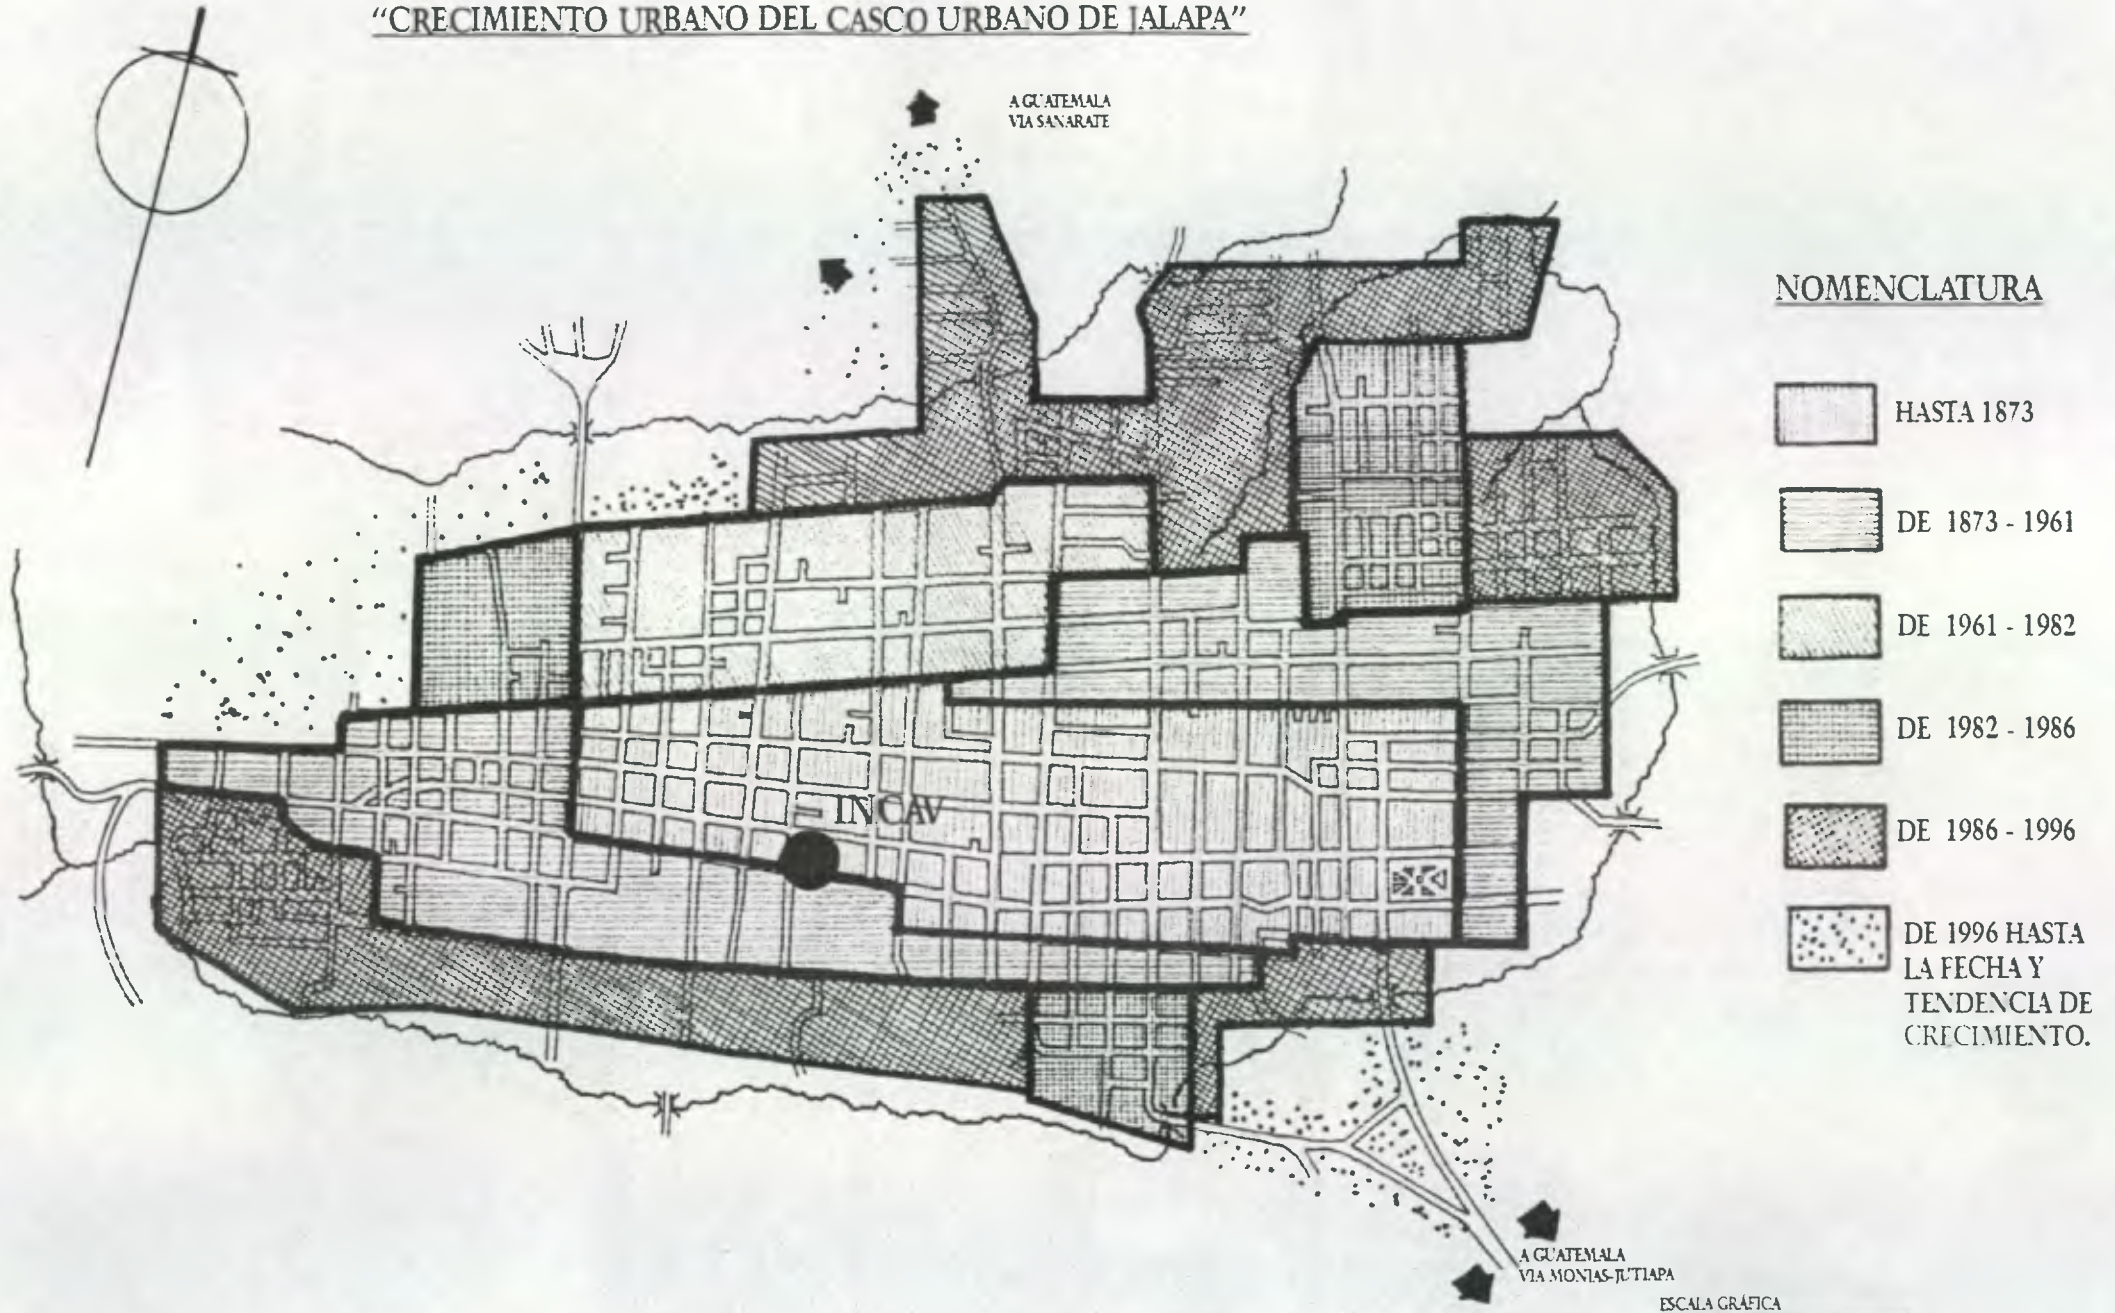 “CRECIMIENTO URBANO DEL CASCO URBANO DE JALAPA”
A GUATEMALA
VIA SANARATE
NOMENCLATURA
HASTA 1873
DE 1873 - 1961
DE 1961 - 1982
DE 1982 - 1986
DE 1986 - 1996
DE 1996 HASTA
LA FECHA Y
TENDENCIA DE
CRECIMIENTO.
INCAV
A GUATEMALA
VIA MONJAS-JUTIAPA
ESCALA GRÁFICA